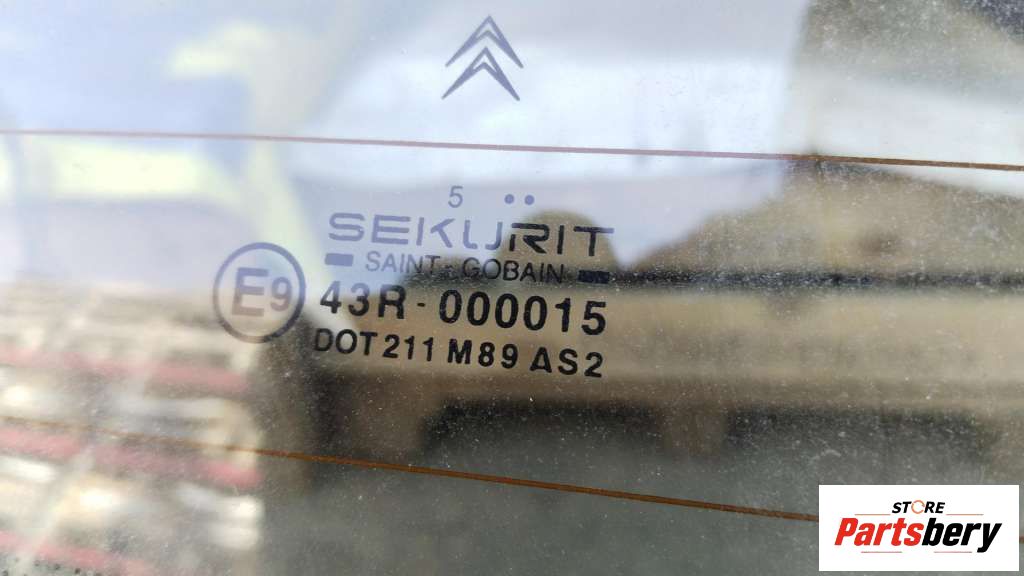 5 ••
SEKURIT
SAINT-GOBAIN
E9
43R-000015
DOT 211 M89 AS2
STORE
Partsbery